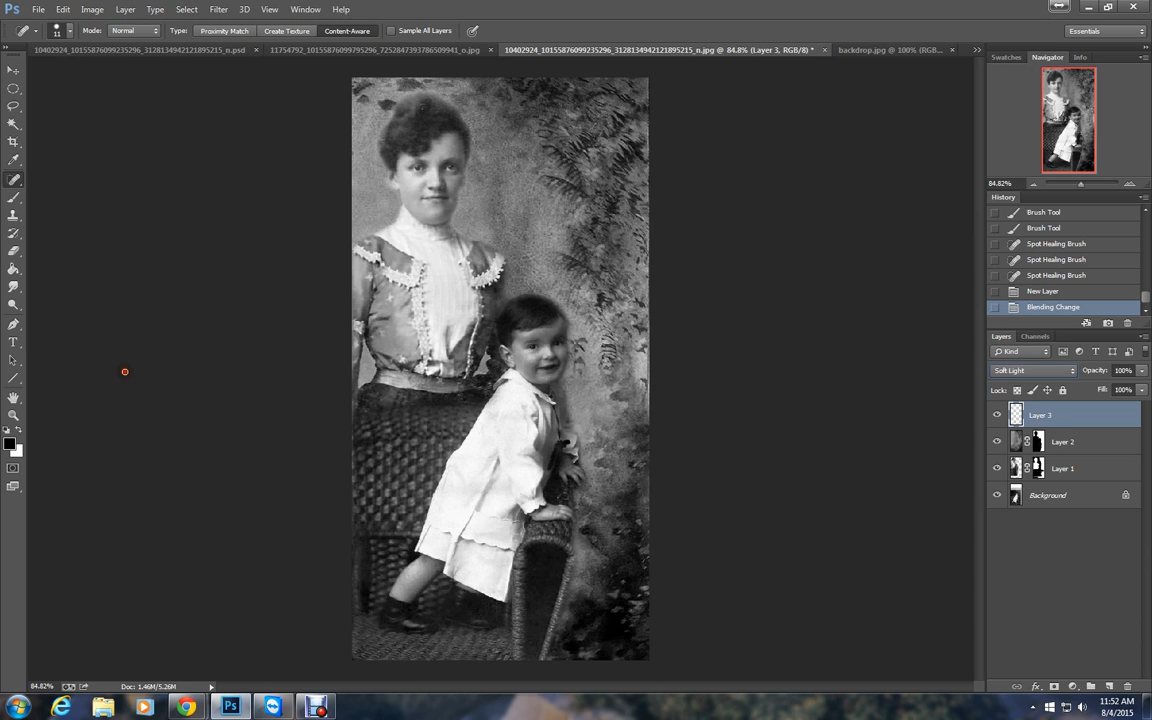 Ps File Edit Image Layer Type Select Filter 3D View Window Help
11 Mode: Normal Type: Proximity Match Create Texture Content-Aware Sample All Layers Essentials
10402924_10155876099235296_3128134942121895215_n.psd × 11754792_10155876099795296_7252847393786509941_o.jpg × 10402924_10155876099235296_3128134942121895215_n.jpg @ 84.8% (Layer 3, RGB/8) * × backdrop.jpg @ 100% (RGB... ×
Swatches Navigator Info
84.82%
History
Brush Tool
Brush Tool
Spot Healing Brush
Spot Healing Brush
Spot Healing Brush
New Layer
Blending Change
Layers Channels
Kind
Soft Light Opacity: 100%
Lock: Fill: 100%
Layer 3
Layer 2
Layer 1
Background
84.82% Doc: 1.46M/5.26M
Ps
11:52 AM
8/4/2015